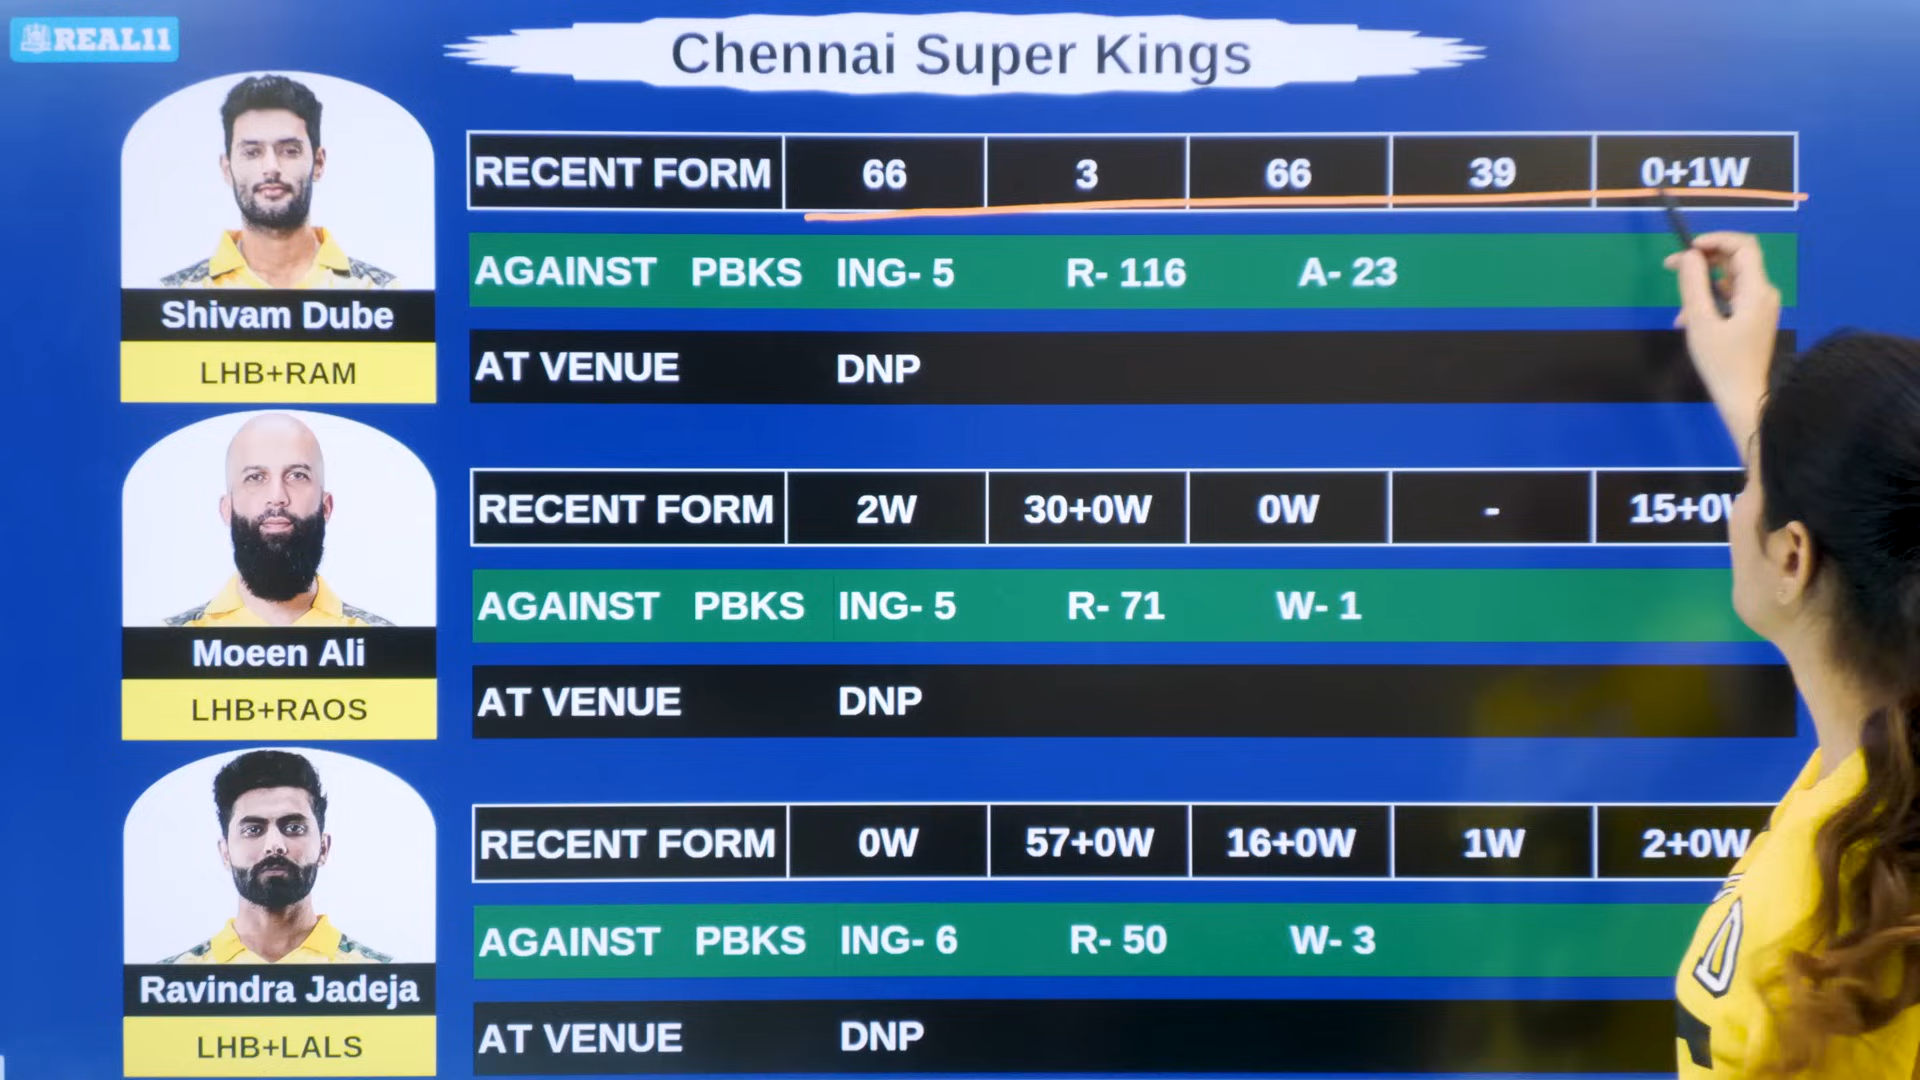 REAL11
Chennai Super Kings
RECENT FORM 66 3 66 39 0+1W
AGAINST PBKS ING- 5 R- 116 A- 23
AT VENUE DNP
Shivam Dube
LHB+RAM
RECENT FORM 2W 30+0W 0W - 15+0W
AGAINST PBKS ING- 5 R- 71 W- 1
AT VENUE DNP
Moeen Ali
LHB+RAOS
RECENT FORM 0W 57+0W 16+0W 1W 2+0W
AGAINST PBKS ING- 6 R- 50 W- 3
AT VENUE DNP
Ravindra Jadeja
LHB+LALS